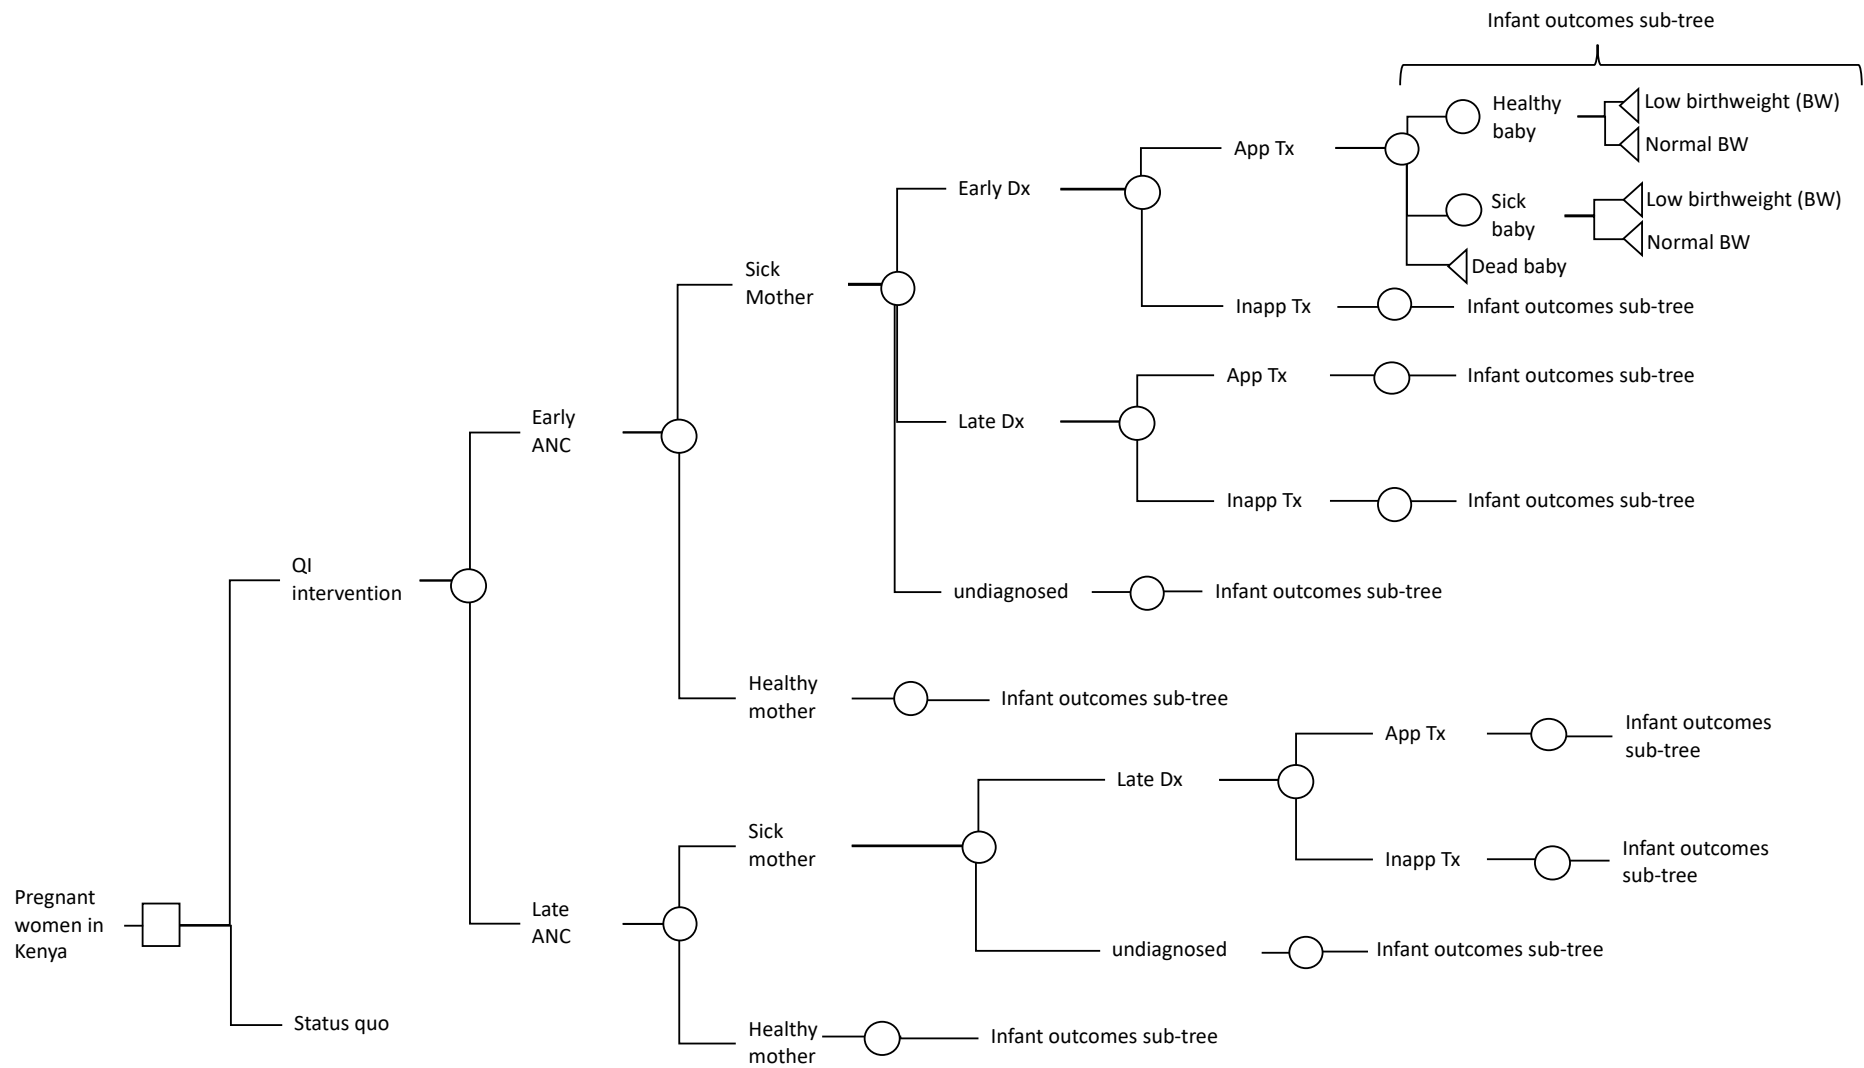 Infant outcomes sub-tree
Healthy
baby
Low birthweight (BW)
Normal BW
App Tx
Sick
baby
Low birthweight (BW)
Normal BW
Dead baby
Early Dx
Inapp Tx
Infant outcomes sub-tree
Sick
Mother
App Tx
Infant outcomes sub-tree
Late Dx
Inapp Tx
Infant outcomes sub-tree
Early
ANC
undiagnosed
Infant outcomes sub-tree
QI
intervention
Healthy
mother
Infant outcomes sub-tree
App Tx
Infant outcomes
sub-tree
Late Dx
Sick
mother
Inapp Tx
Infant outcomes
sub-tree
Pregnant
women in
Kenya
Late
ANC
undiagnosed
Infant outcomes sub-tree
Status quo
Healthy
mother
Infant outcomes sub-tree